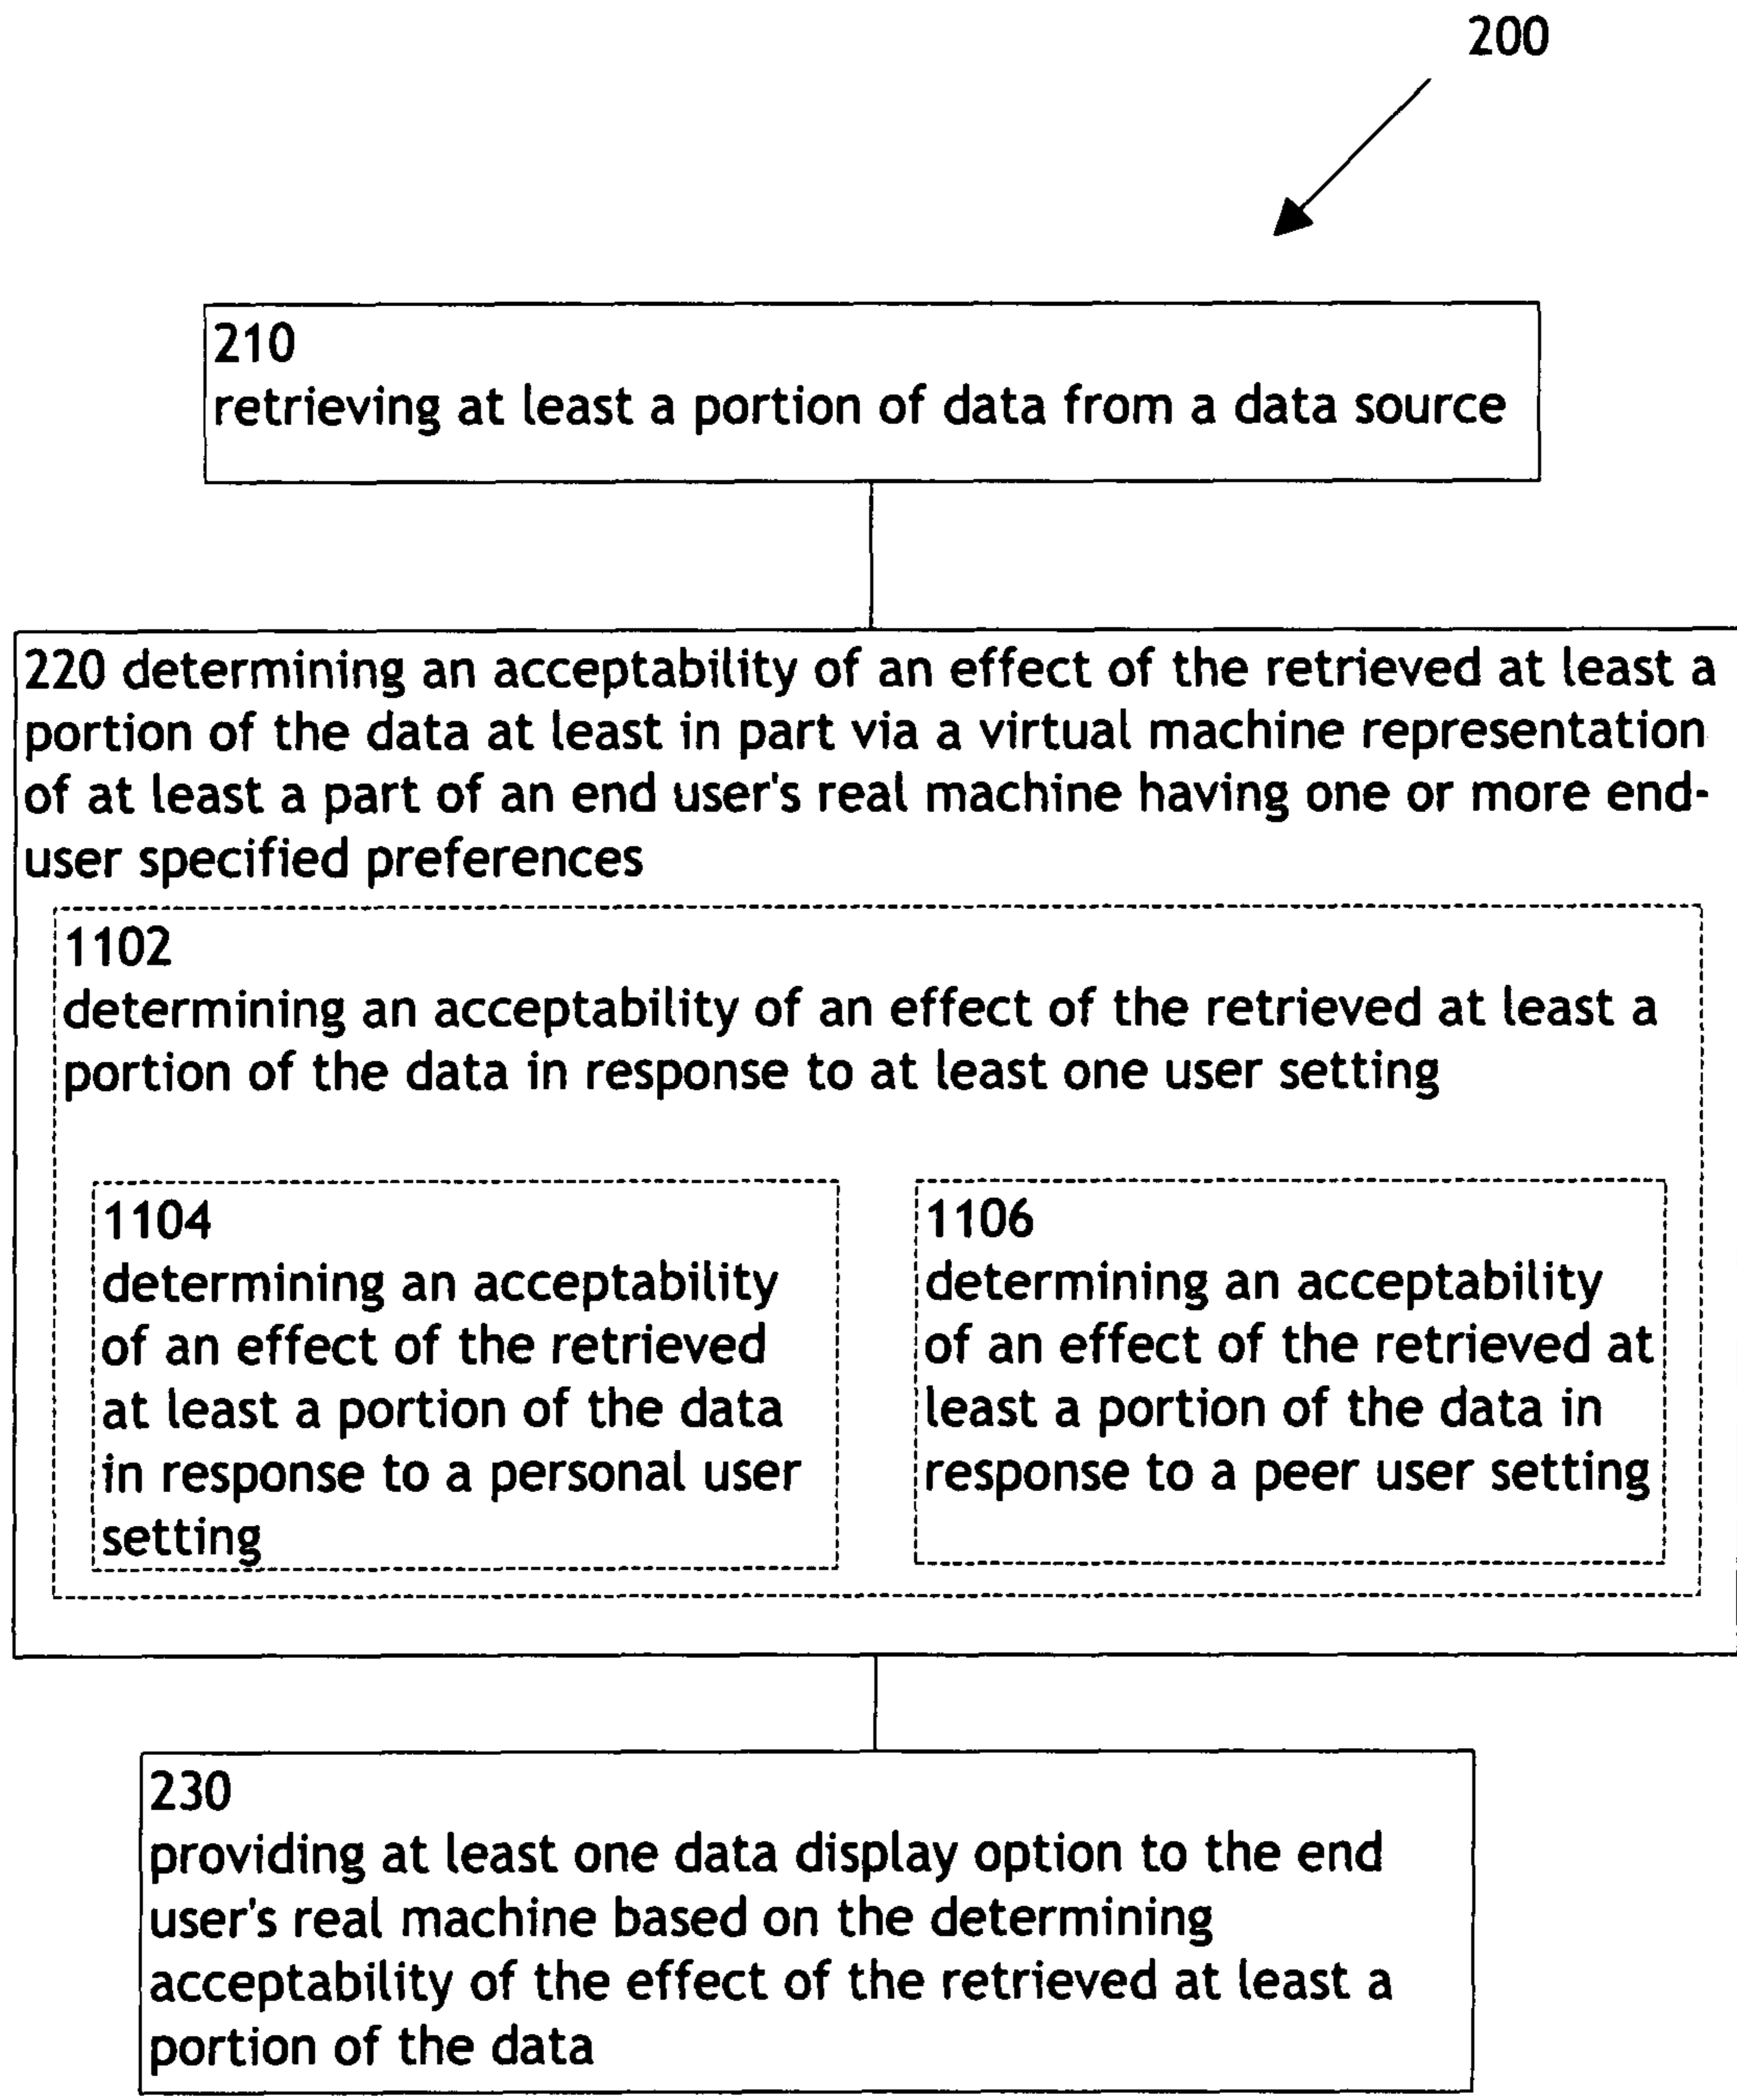 200
210
retrieving at least a portion of data from a data source
220 determining an acceptability of an effect of the retrieved at least a
portion of the data at least in part via a virtual machine representation
of at least a part of an end user's real machine having one or more end-
user specified preferences
1102
determining an acceptability of an effect of the retrieved at least a
portion of the data in response to at least one user setting
1104
determining an acceptability
of an effect of the retrieved
at least a portion of the data
in response to a personal user
setting
1106
determining an acceptability
of an effect of the retrieved at
least a portion of the data in
response to a peer user setting
230
providing at least one data display option to the end
user's real machine based on the determining
acceptability of the effect of the retrieved at least a
portion of the data